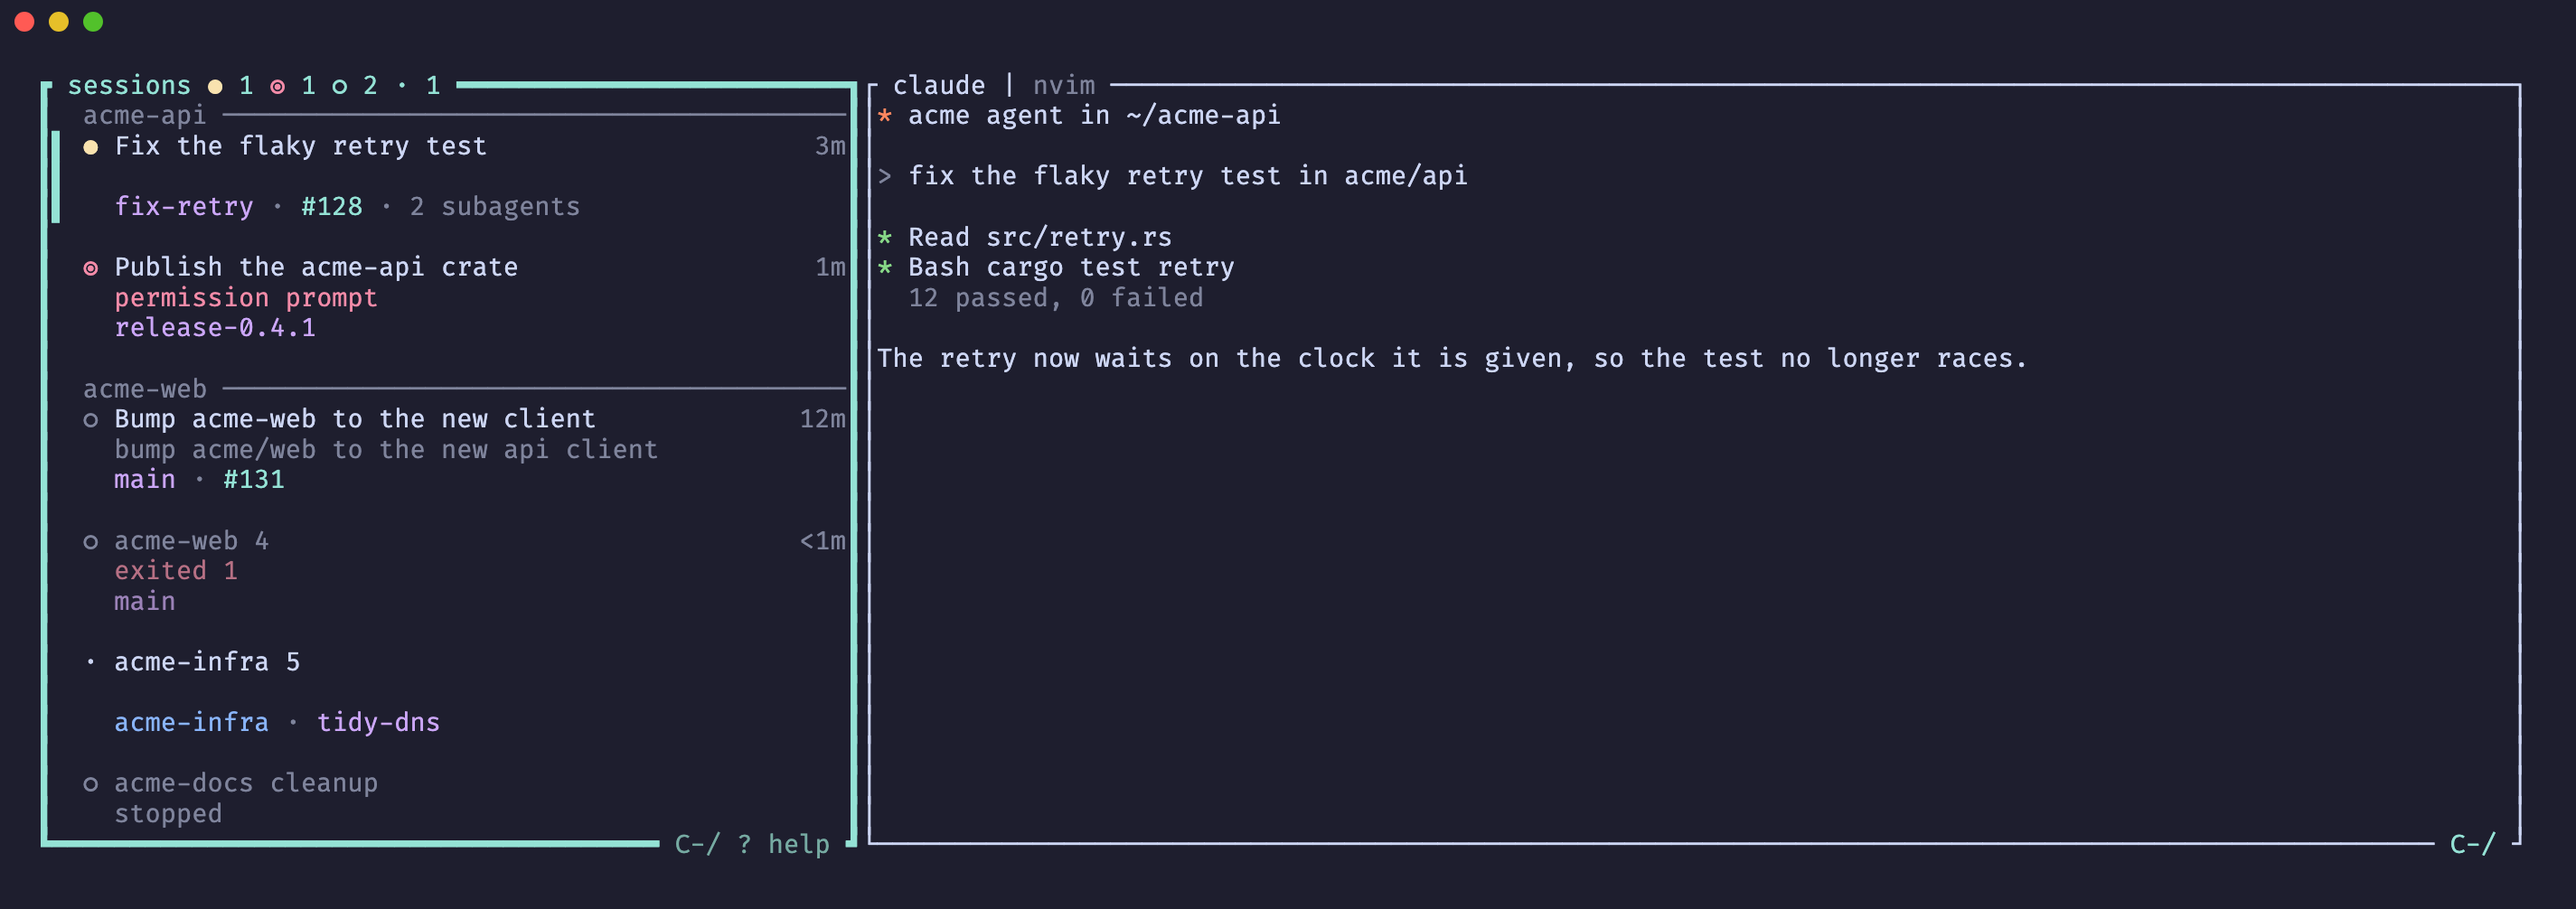 sessions ● 1 ◉ 1 ○ 2 · 1
acme-api
● Fix the flaky retry test 3m
fix-retry · #128 · 2 subagents
◉ Publish the acme-api crate 1m
permission prompt
release-0.4.1
acme-web
○ Bump acme-web to the new client 12m
bump acme/web to the new api client
main · #131
○ acme-web 4 <1m
exited 1
main
· acme-infra 5
acme-infra · tidy-dns
○ acme-docs cleanup
stopped
C-/ ? help
claude | nvim
* acme agent in ~/acme-api
> fix the flaky retry test in acme/api
* Read src/retry.rs
* Bash cargo test retry
12 passed, 0 failed
The retry now waits on the clock it is given, so the test no longer races.
C-/